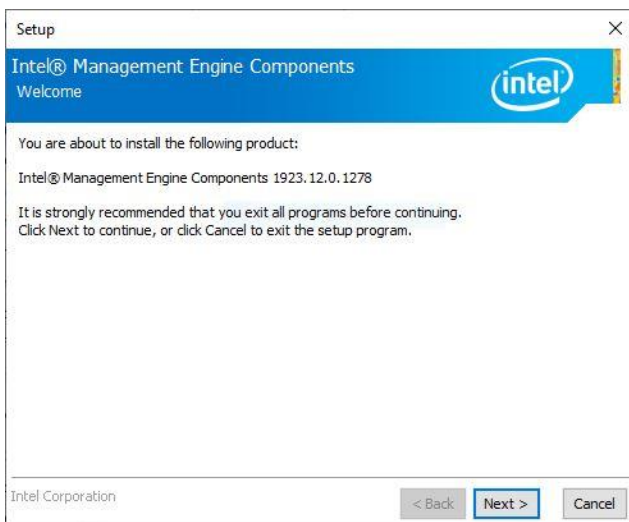 Setup
Intel® Management Engine Components
Welcome
intel
You are about to install the following product:
Intel® Management Engine Components 1923.12.0.1278
It is strongly recommended that you exit all programs before continuing.
Click Next to continue, or click Cancel to exit the setup program.
Intel Corporation
< Back
Next >
Cancel